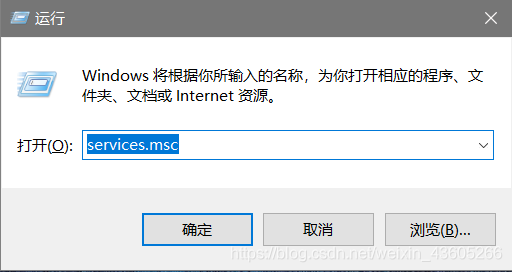 运行
Windows 将根据你所输入的名称，为你打开相应的程序、文
件夹、文档或 Internet 资源。
打开(O): services.msc
确定 取消 浏览(B)...
https://blog.csdn.net/weixin_43605266